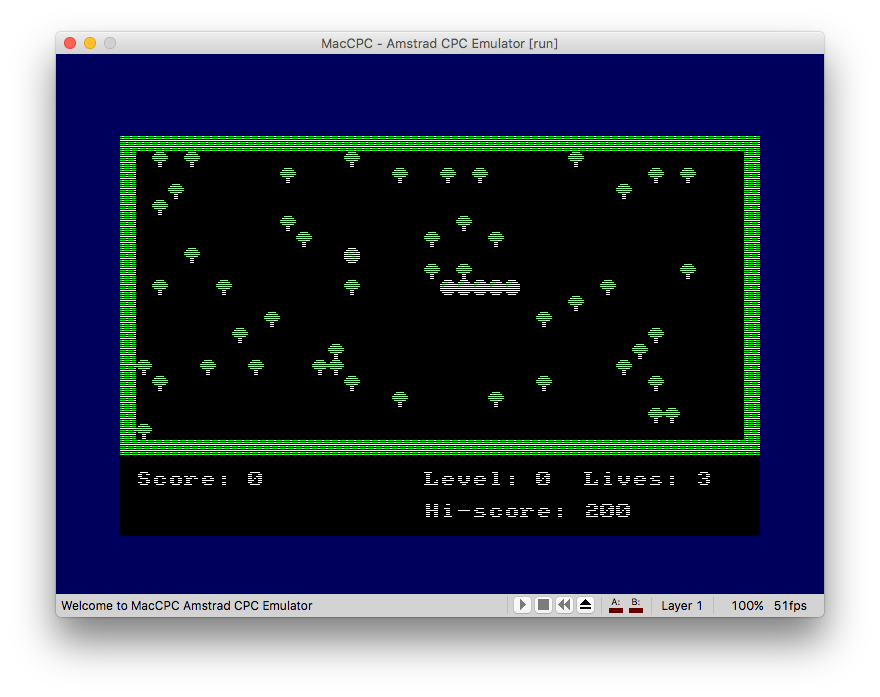 MacCPC - Amstrad CPC Emulator [run]
Score: 0 Level: 0 Lives: 3
Hi-score: 200
Welcome to MacCPC Amstrad CPC Emulator A: B: Layer 1 100% 51fps